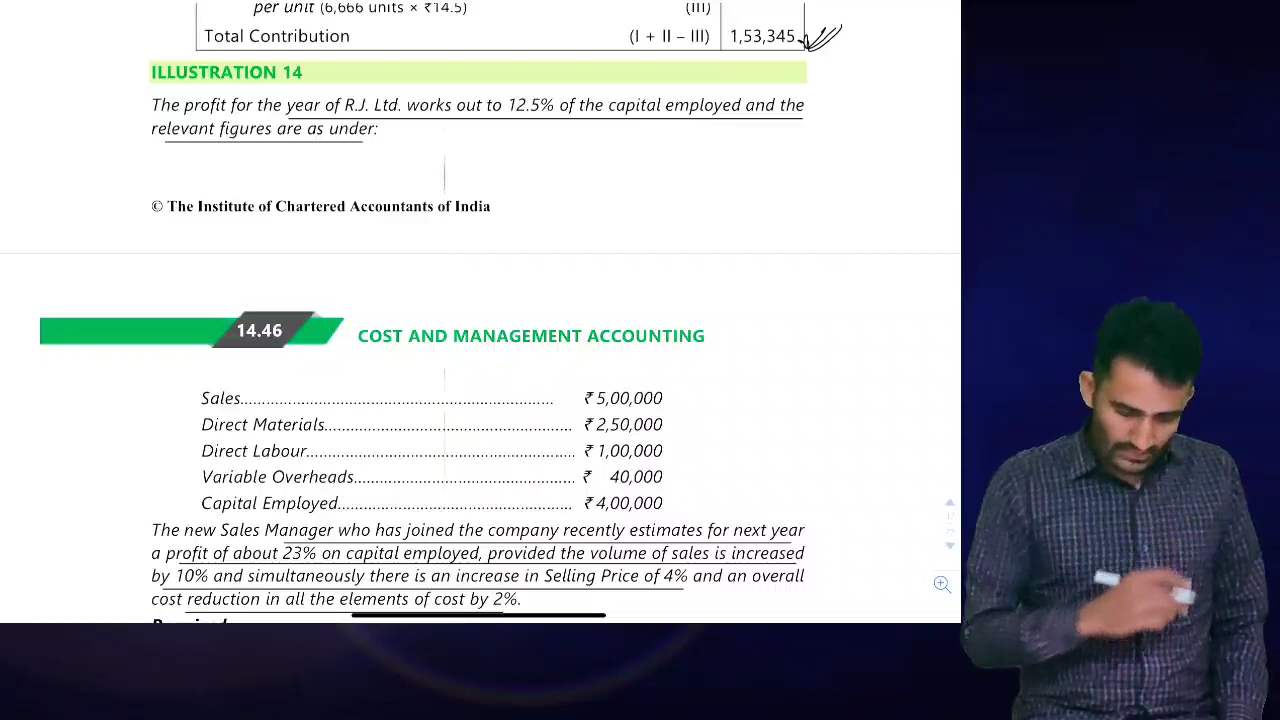 per unit (6,666 units × ₹14.5) (III)
Total Contribution (I + II – III) 1,53,345
ILLUSTRATION 14
The profit for the year of R.J. Ltd. works out to 12.5% of the capital employed and the
relevant figures are as under:
© The Institute of Chartered Accountants of India
14.46 COST AND MANAGEMENT ACCOUNTING
Sales.................................................................. ₹ 5,00,000
Direct Materials.................................................... ₹ 2,50,000
Direct Labour........................................................ ₹ 1,00,000
Variable Overheads.............................................. ₹ 40,000
Capital Employed................................................. ₹ 4,00,000
The new Sales Manager who has joined the company recently estimates for next year
a profit of about 23% on capital employed, provided the volume of sales is increased
by 10% and simultaneously there is an increase in Selling Price of 4% and an overall
cost reduction in all the elements of cost by 2%.